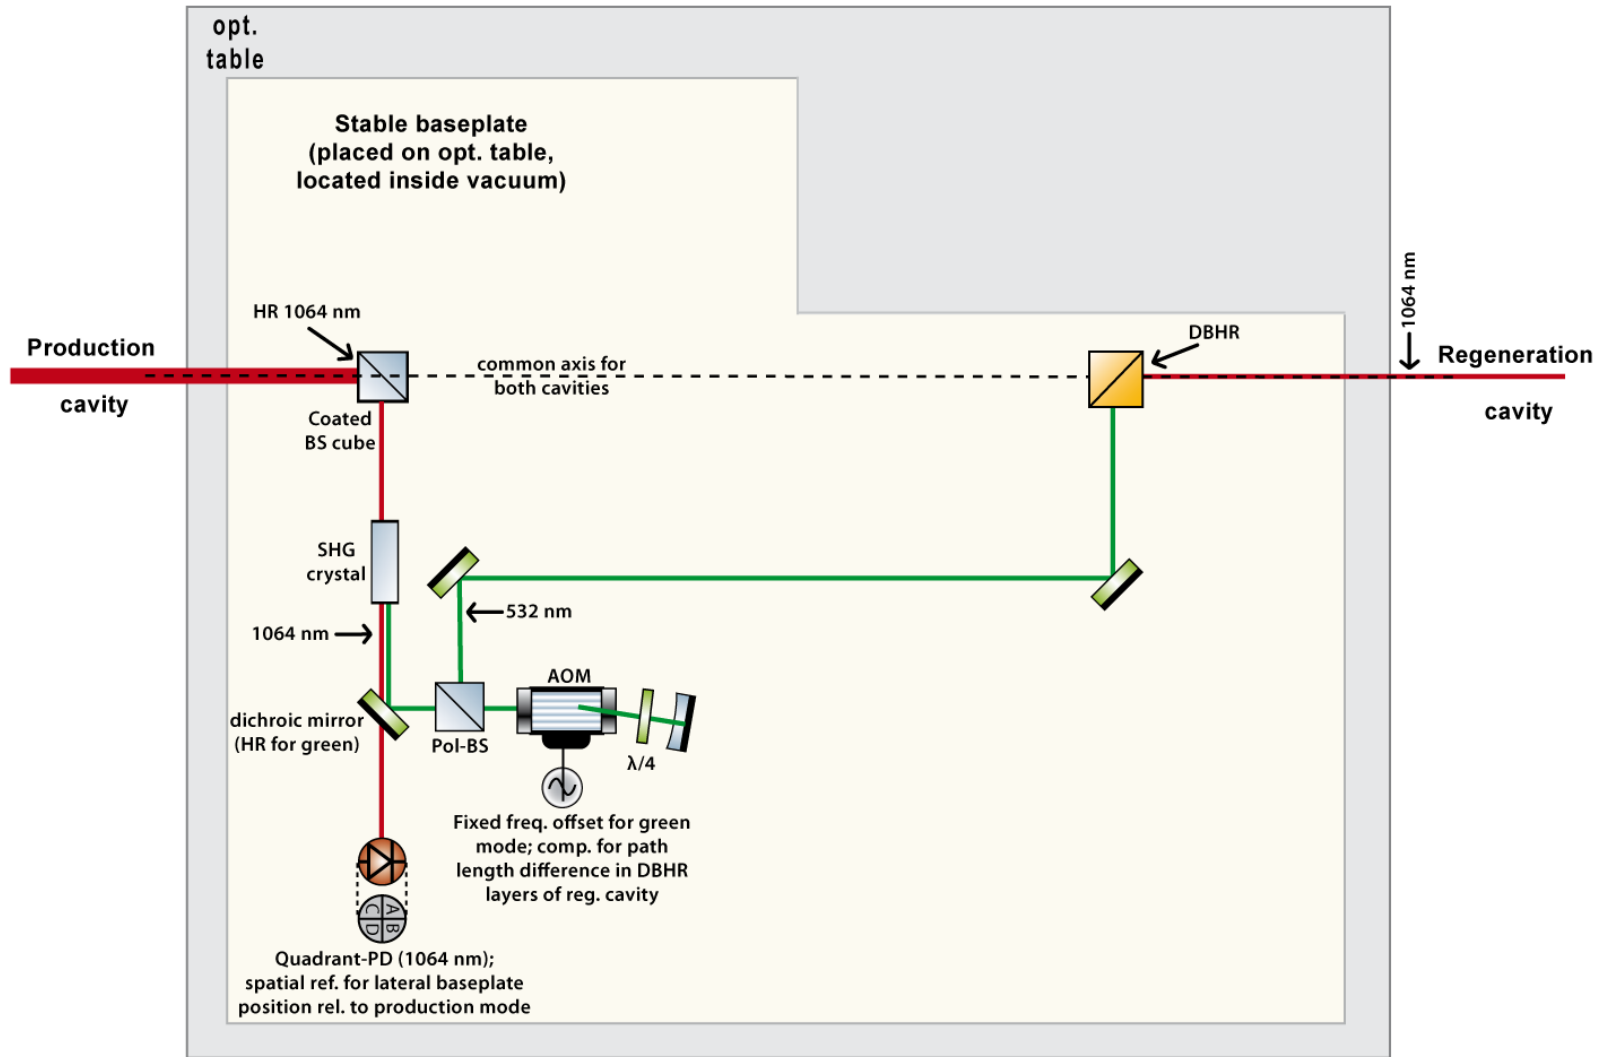 opt.
table
Stable baseplate
(placed on opt. table,
located inside vacuum)
HR 1064 nm
DBHR
1064 nm
Production
cavity
common axis for
both cavities
Regeneration
cavity
Coated
BS cube
SHG
crystal
532 nm
1064 nm
AOM
dichroic mirror
(HR for green)
Pol-BS
λ/4
Fixed freq. offset for green
mode; comp. for path
length difference in DBHR
layers of reg. cavity
A
B
C
D
Quadrant-PD (1064 nm);
spatial ref. for lateral baseplate
position rel. to production mode